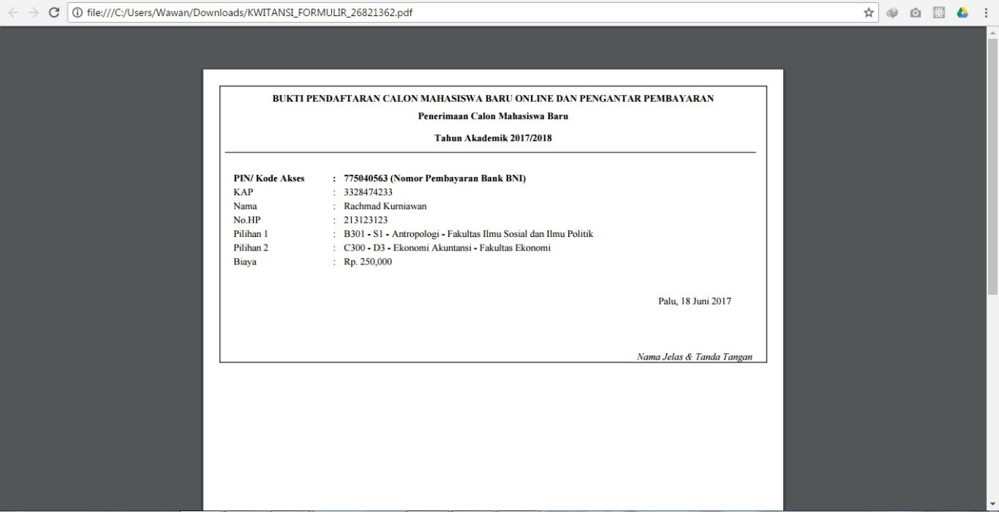 file:///C:/Users/Wawan/Downloads/KWITANSI_FORMULIR_26821362.pdf
BUKTI PENDAFTARAN CALON MAHASISWA BARU ONLINE DAN PENGANTAR PEMBAYARAN
Penerimaan Calon Mahasiswa Baru
Tahun Akademik 2017/2018
PIN/ Kode Akses : 775040563 (Nomor Pembayaran Bank BNI)
KAP : 3328474233
Nama : Rachmad Kurniawan
No.HP : 213123123
Pilihan 1 : B301 - S1 - Antropologi - Fakultas Ilmu Sosial dan Ilmu Politik
Pilihan 2 : C300 - D3 - Ekonomi Akuntansi - Fakultas Ekonomi
Biaya : Rp. 250,000
Palu, 18 Juni 2017
Nama Jelas & Tanda Tangan